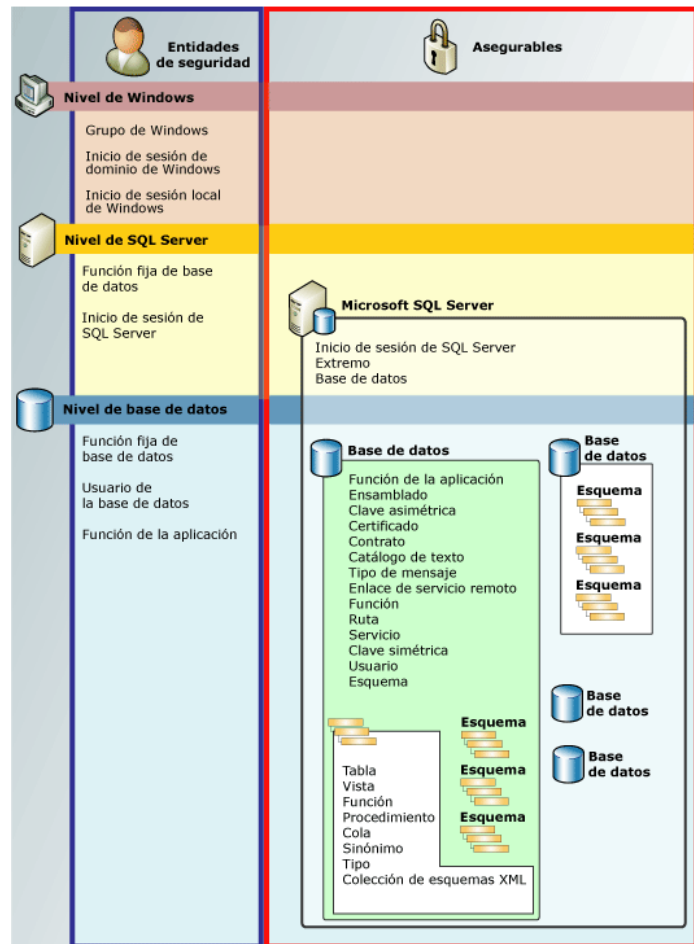 Entidades
de seguridad
Asegurables
Nivel de Windows
Grupo de Windows
Inicio de sesión de
dominio de Windows
Inicio de sesión local
de Windows
Nivel de SQL Server
Función fija de base
de datos
Inicio de sesión de
SQL Server
Microsoft SQL Server
Inicio de sesión de SQL Server
Extremo
Base de datos
Nivel de base de datos
Función fija de
base de datos
Usuario de
la base de datos
Función de la aplicación
Base de datos
Función de la aplicación
Ensamblado
Clave asimétrica
Certificado
Contrato
Catálogo de texto
Tipo de mensaje
Enlace de servicio remoto
Función
Ruta
Servicio
Clave simétrica
Usuario
Esquema
Tabla
Vista
Función
Procedimiento
Cola
Sinónimo
Tipo
Colección de esquemas XML
Esquema
Esquema
Esquema
Base
de datos
Esquema
Esquema
Esquema
Base
de datos
Base
de datos